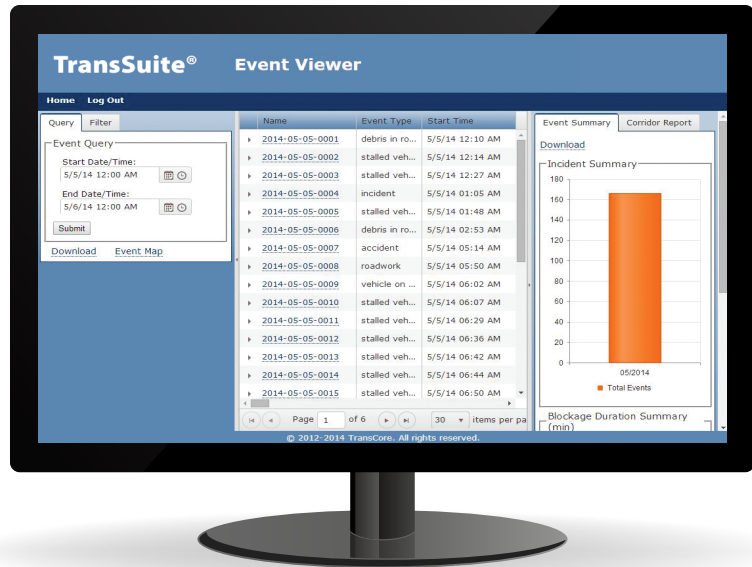 TransSuite® Event Viewer
Home Log Out
Query Filter
Event Query
Start Date/Time:
5/5/14 12:00 AM
End Date/Time:
5/6/14 12:00 AM
Submit
Download Event Map
Name Event Type Start Time
2014-05-05-0001 debris in ro... 5/5/14 12:10 AM
2014-05-05-0002 stalled veh... 5/5/14 12:14 AM
2014-05-05-0003 stalled veh... 5/5/14 12:27 AM
2014-05-05-0004 incident 5/5/14 01:05 AM
2014-05-05-0005 stalled veh... 5/5/14 01:48 AM
2014-05-05-0006 debris in ro... 5/5/14 02:53 AM
2014-05-05-0007 accident 5/5/14 05:14 AM
2014-05-05-0008 roadwork 5/5/14 05:50 AM
2014-05-05-0009 vehicle on ... 5/5/14 06:02 AM
2014-05-05-0010 stalled veh... 5/5/14 06:07 AM
2014-05-05-0011 stalled veh... 5/5/14 06:29 AM
2014-05-05-0012 stalled veh... 5/5/14 06:36 AM
2014-05-05-0013 stalled veh... 5/5/14 06:42 AM
2014-05-05-0014 stalled veh... 5/5/14 06:44 AM
2014-05-05-0015 stalled veh... 5/5/14 06:50 AM
Page 1 of 6 30 items per pa
Event Summary Corridor Report
Download
Incident Summary
180
160
140
120
100
80
60
40
20
0
05/2014
Total Events
Blockage Duration Summary
(min)
© 2012-2014 TransCore. All rights reserved.